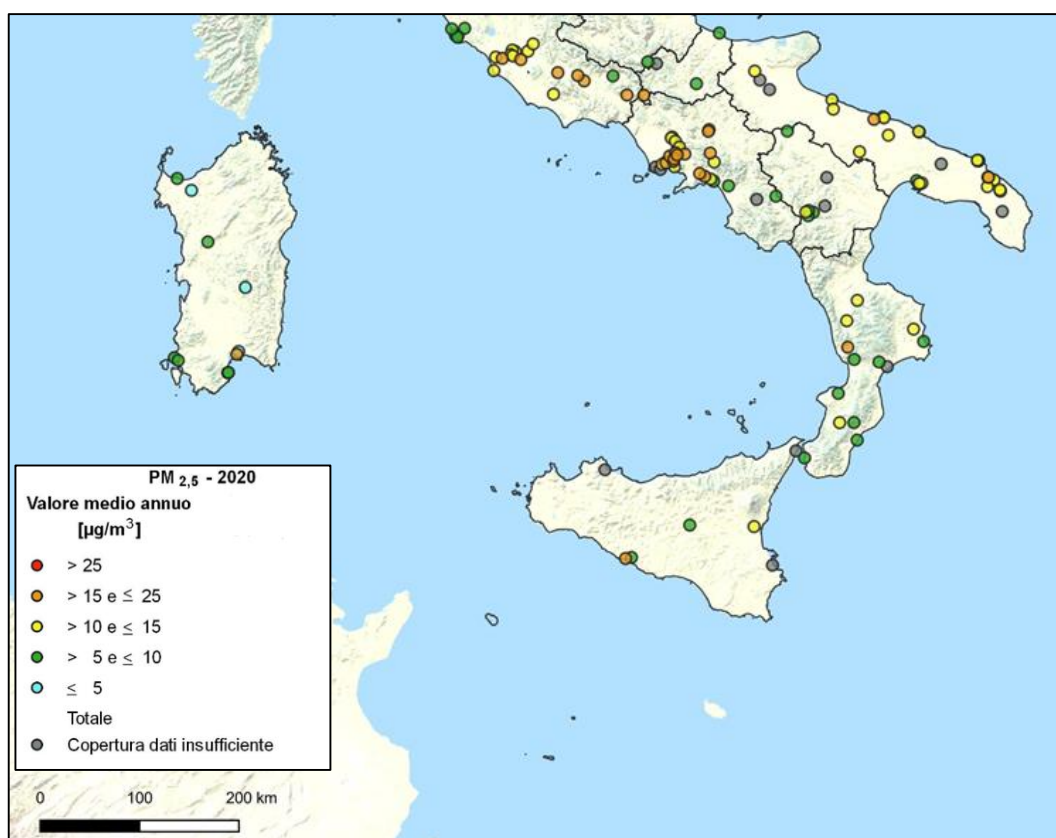 PM 2,5 - 2020
Valore medio annuo
[µg/m3]
> 25
> 15 e ≤ 25
> 10 e ≤ 15
> 5 e ≤ 10
≤ 5
Totale
Copertura dati insufficiente
0 100 200 km